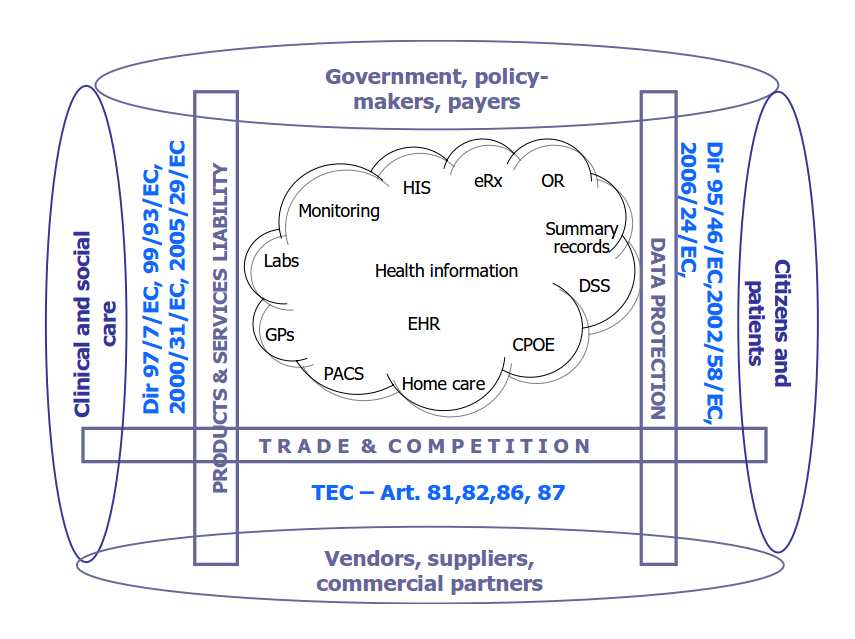 Government, policy-
makers, payers
Clinical and social
care
Dir 97/7/EC, 99/93/EC,
2000/31/EC, 2005/29/EC
PRODUCTS & SERVICES LIABILITY
HIS
eRx
OR
Monitoring
Summary
records
Labs
Health information
DSS
GPs
EHR
CPOE
PACS
Home care
DATA PROTECTION
Dir 95/46/EC,2002/58/EC,
2006/24/EC,
Citizens and
patients
TRADE & COMPETITION
TEC – Art. 81,82,86, 87
Vendors, suppliers,
commercial partners